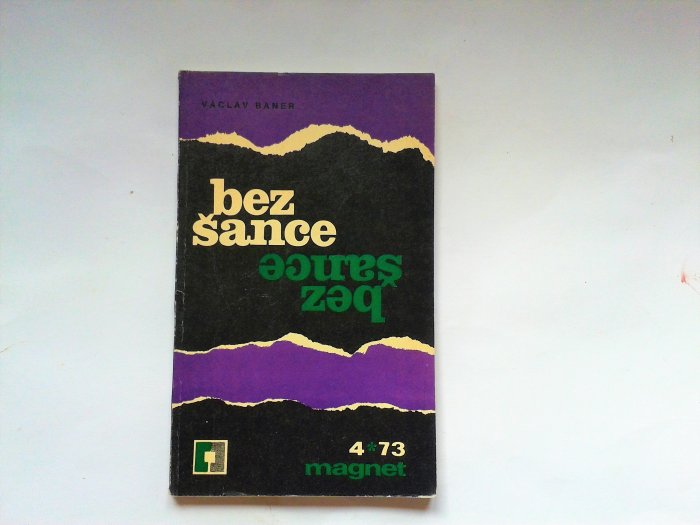 VÁCLAV BANER
bez
šance
bez
šance
4*73
magnet